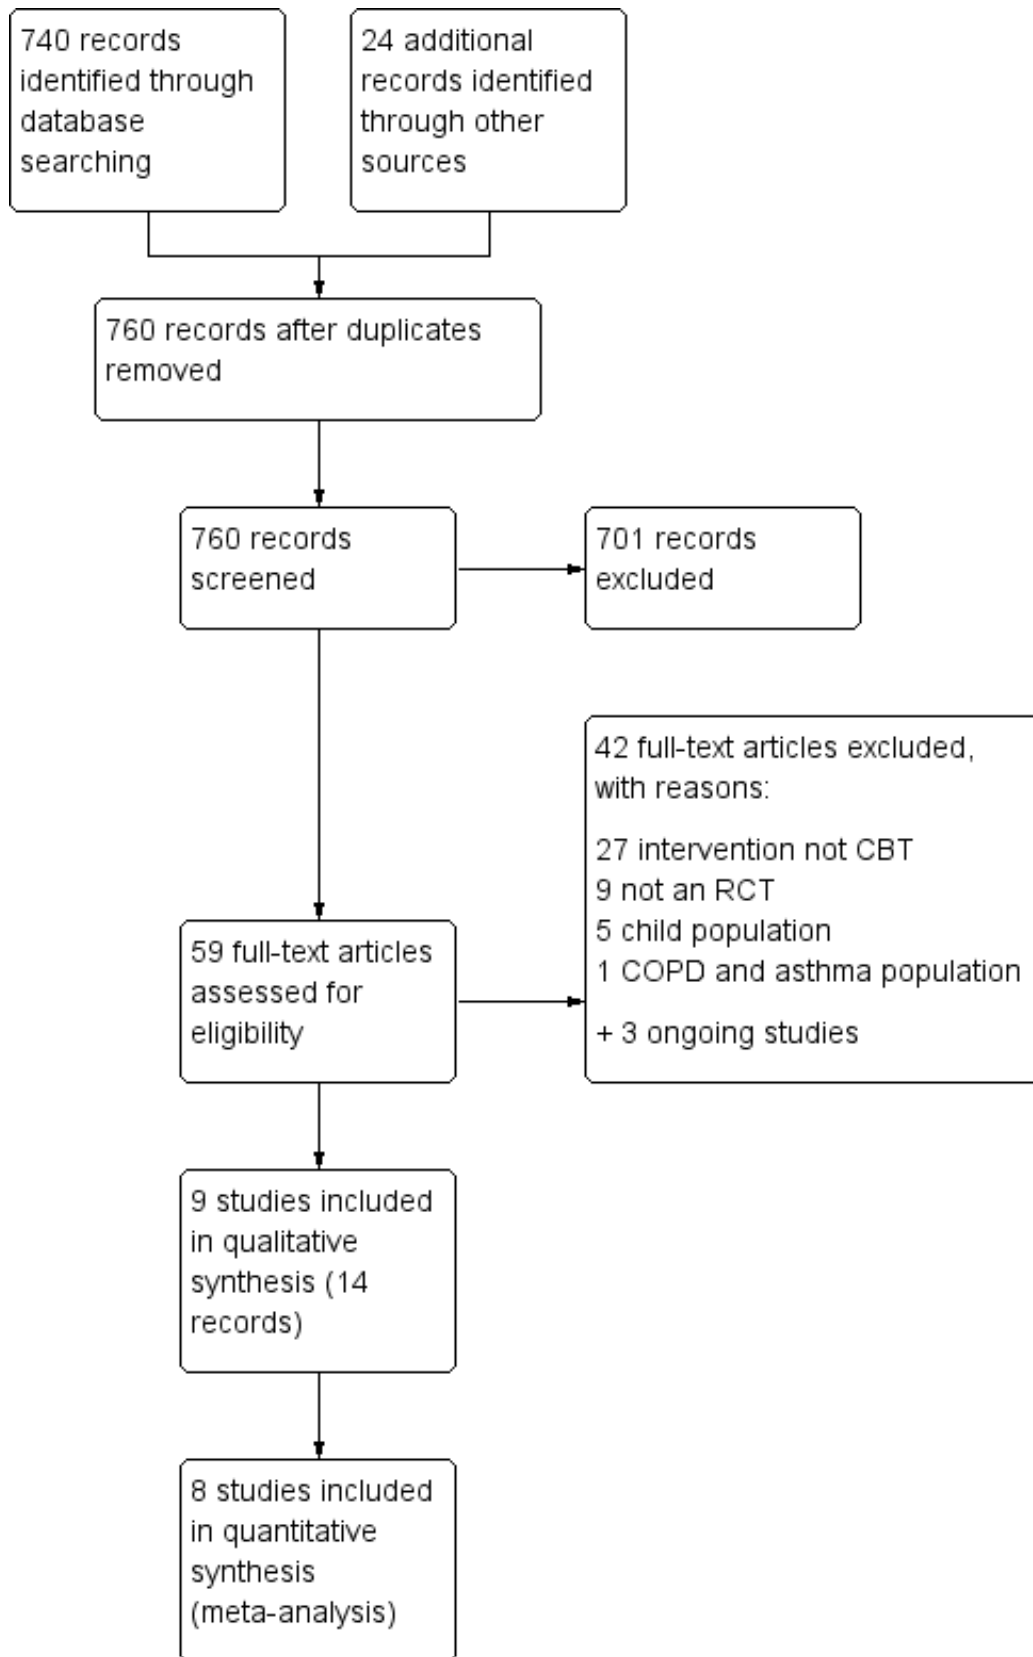 740 records
identified through
database
searching
24 additional
records identified
through other
sources
760 records after duplicates
removed
760 records
screened
701 records
excluded
42 full-text articles excluded,
with reasons:
27 intervention not CBT
9 not an RCT
5 child population
1 COPD and asthma population
+ 3 ongoing studies
59 full-text articles
assessed for
eligibility
9 studies included
in qualitative
synthesis (14
records)
8 studies included
in quantitative
synthesis
(meta-analysis)